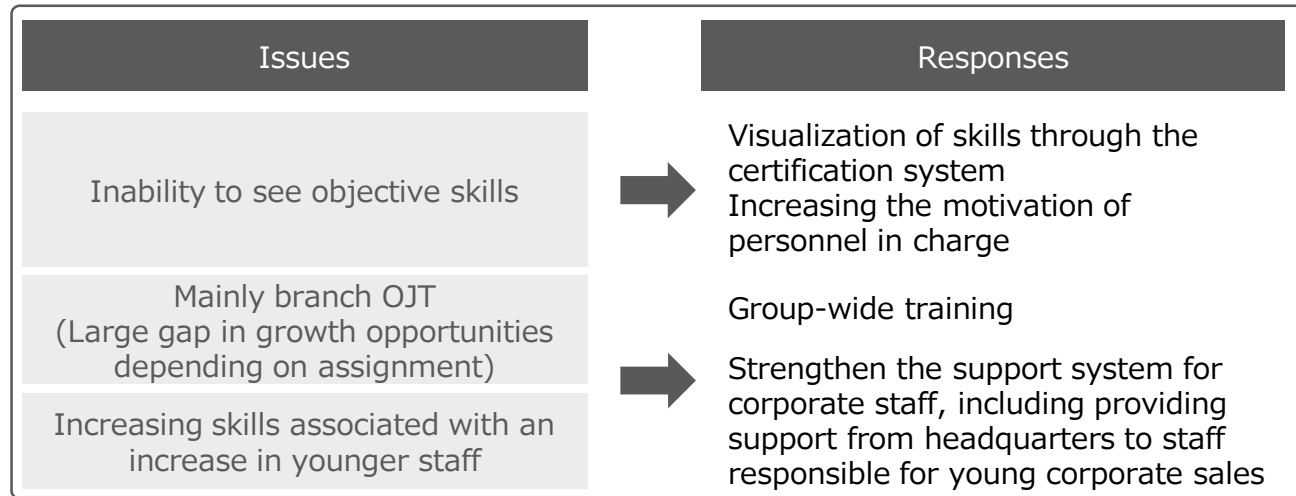 Issues
Responses
Inability to see objective skills
Visualization of skills through the
certification system
Increasing the motivation of
personnel in charge
Mainly branch OJT
(Large gap in growth opportunities
depending on assignment)
Increasing skills associated with an
increase in younger staff
Group-wide training
Strengthen the support system for
corporate staff, including providing
support from headquarters to staff
responsible for young corporate sales